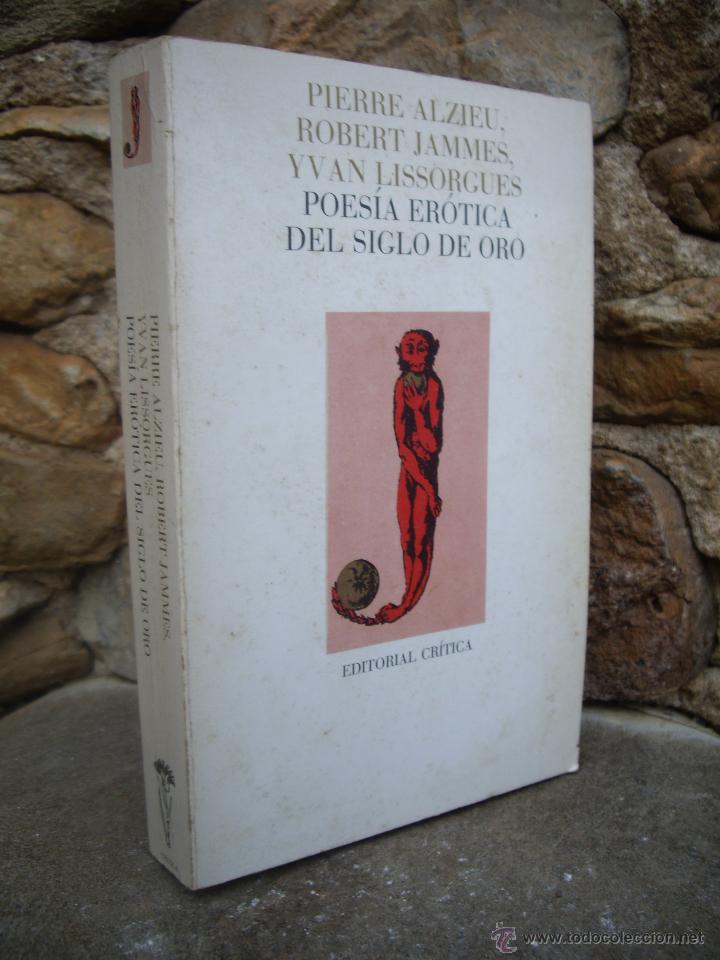 PIERRE ALZIEU,
ROBERT JAMMES,
YVAN LISSORGUES
POESÍA ERÓTICA
DEL SIGLO DE ORO
EDITORIAL CRÍTICA
PIERRE ALZIEU, ROBERT JAMMES,
YVAN LISSORGUES
POESÍA ERÓTICA DEL SIGLO DE ORO
© www.todocoleccion.net